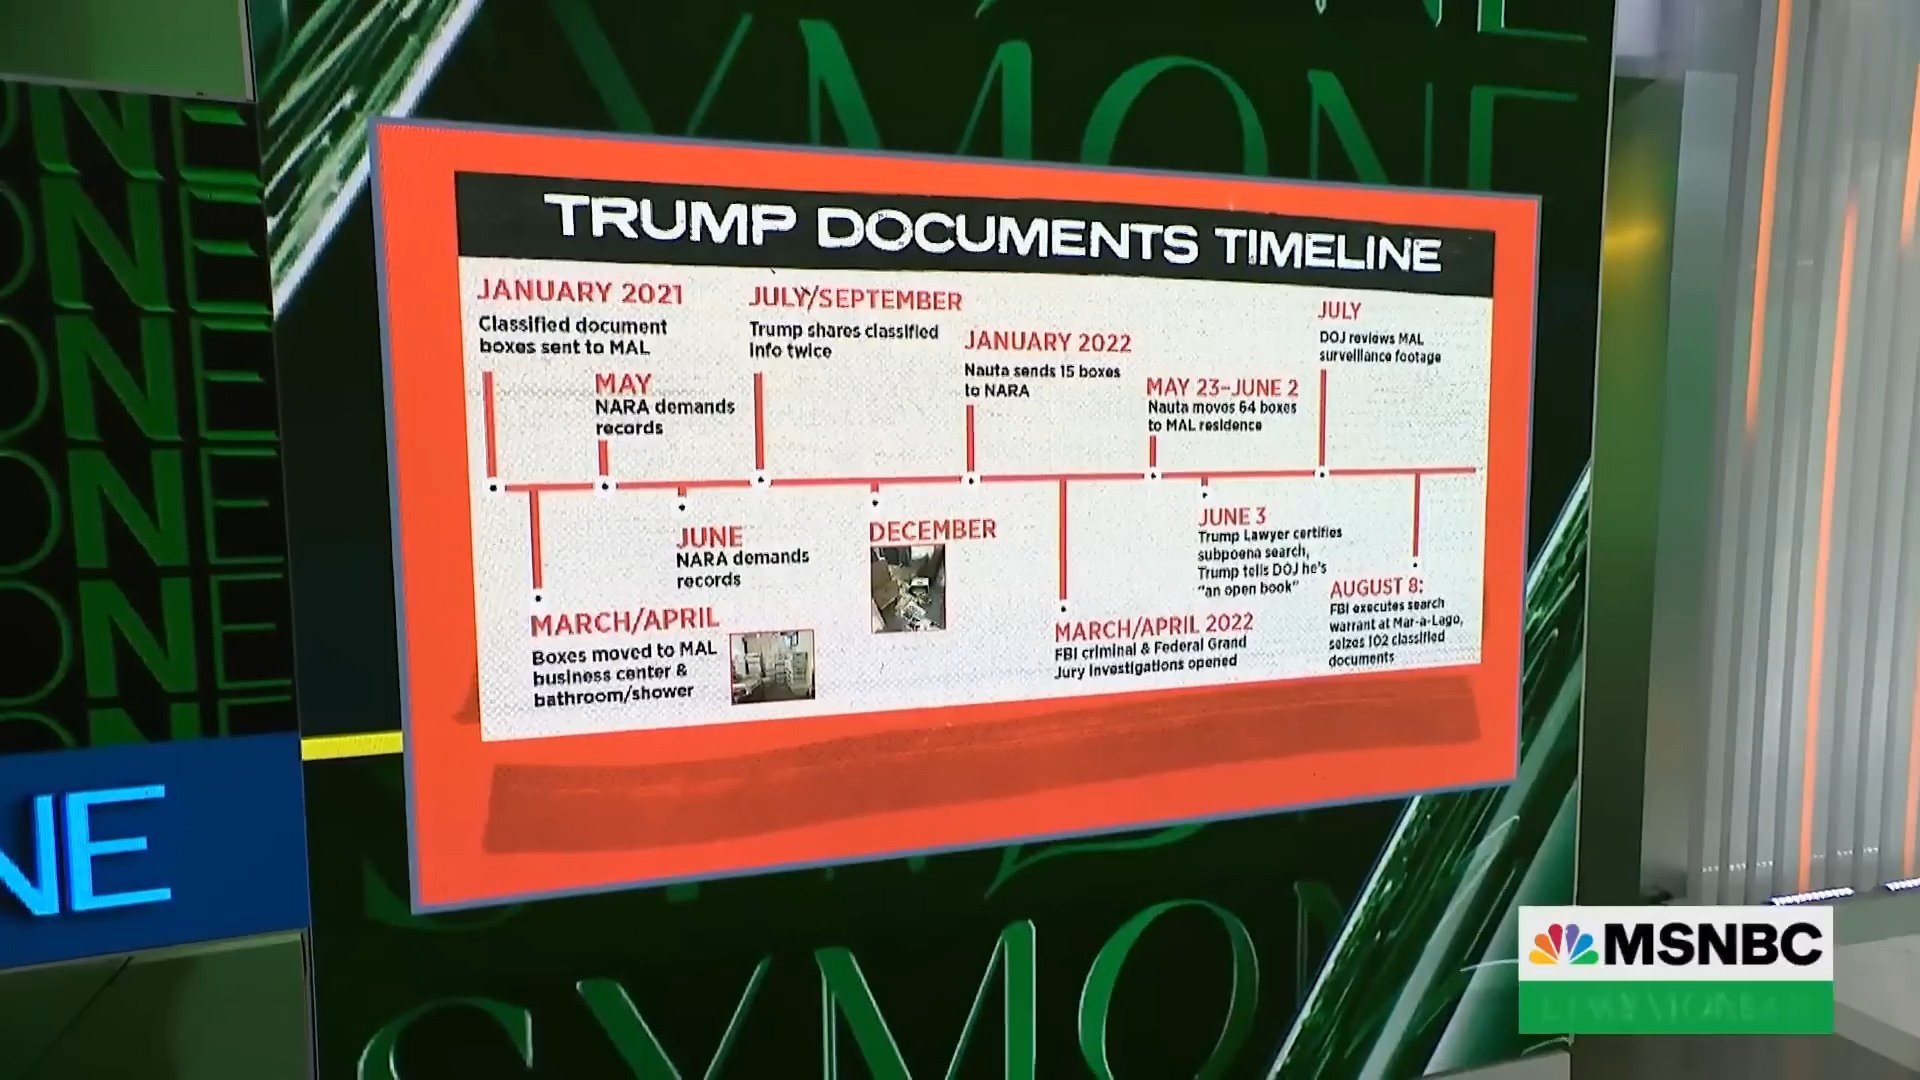 SYMONE
TRUMP DOCUMENTS TIMELINE
JANUARY 2021
Classified document
boxes sent to MAL
MARCH/APRIL
Boxes moved to MAL
business center &
bathroom/shower
MAY
NARA demands
records
JUNE
NARA demands
records
JULY/SEPTEMBER
Trump shares classified
info twice
DECEMBER
JANUARY 2022
Nauta sends 15 boxes
to NARA
MARCH/APRIL 2022
FBI criminal & Federal Grand
Jury investigations opened
MAY 23-JUNE 2
Nauta moves 64 boxes
to MAL residence
JUNE 3
Trump Lawyer certifies
subpoena search,
Trump tells DOJ he's
"an open book"
JULY
DOJ reviews MAL
surveillance footage
AUGUST 8:
FBI executes search
warrant at Mar-a-Lago,
seizes 102 classified
documents
NE
SYMO
MSNBC